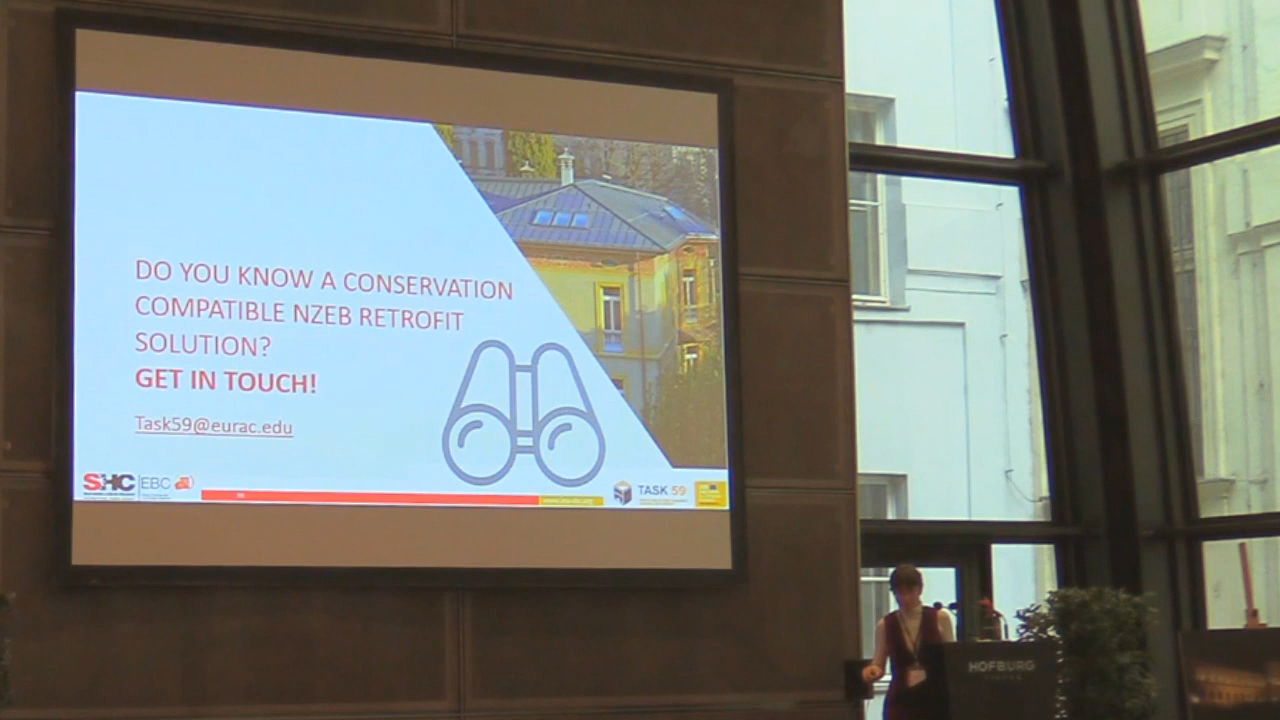 DO YOU KNOW A CONSERVATION
COMPATIBLE NZEB RETROFIT
SOLUTION?
GET IN TOUCH!
Task59@eurac.edu
SHC EBC
TASK 59
HOFBURG